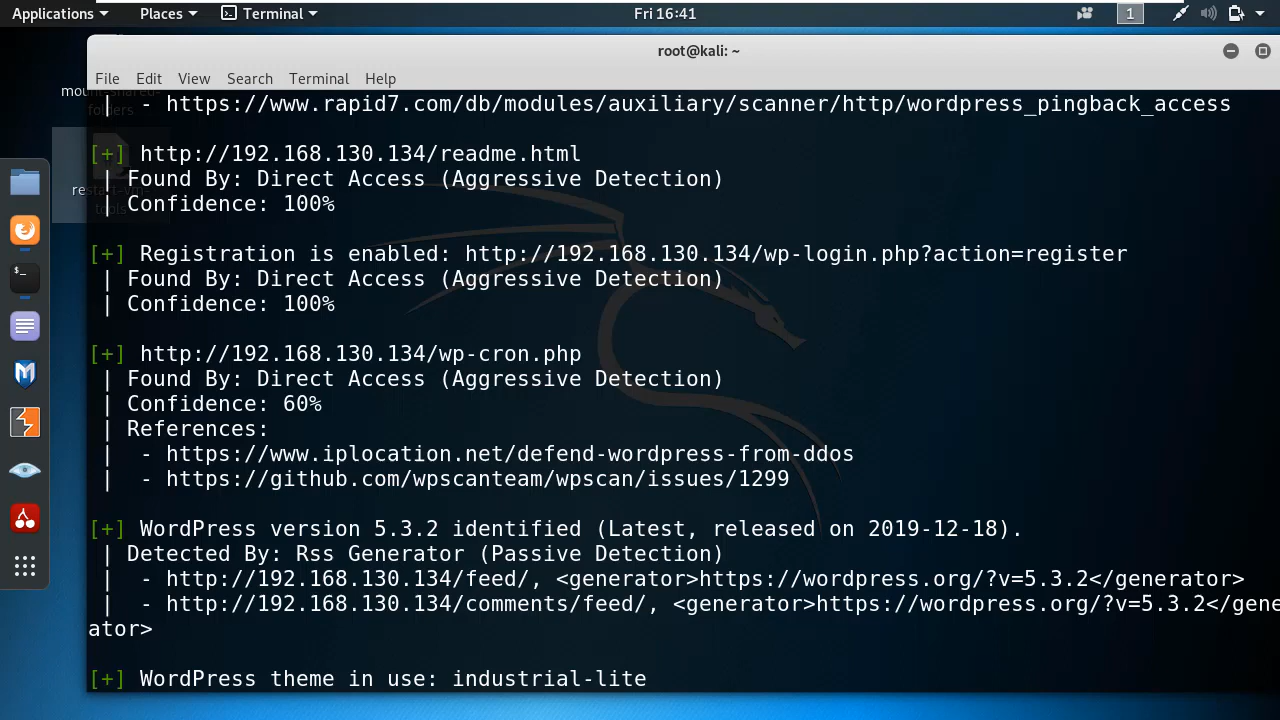 Applications
Places
Terminal
Fri 16:41
1
root@kali: ~
File Edit View Search Terminal Help
mount-shared-
folders
restart-vm-
tools
$_
|  - https://www.rapid7.com/db/modules/auxiliary/scanner/http/wordpress_pingback_access
[+] http://192.168.130.134/readme.html
| Found By: Direct Access (Aggressive Detection)
| Confidence: 100%
[+] Registration is enabled: http://192.168.130.134/wp-login.php?action=register
| Found By: Direct Access (Aggressive Detection)
| Confidence: 100%
[+] http://192.168.130.134/wp-cron.php
| Found By: Direct Access (Aggressive Detection)
| Confidence: 60%
| References:
|  - https://www.iplocation.net/defend-wordpress-from-ddos
|  - https://github.com/wpscanteam/wpscan/issues/1299
[+] WordPress version 5.3.2 identified (Latest, released on 2019-12-18).
| Detected By: Rss Generator (Passive Detection)
|  - http://192.168.130.134/feed/, <generator>https://wordpress.org/?v=5.3.2</generator>
|  - http://192.168.130.134/comments/feed/, <generator>https://wordpress.org/?v=5.3.2</gene
ator>
[+] WordPress theme in use: industrial-lite